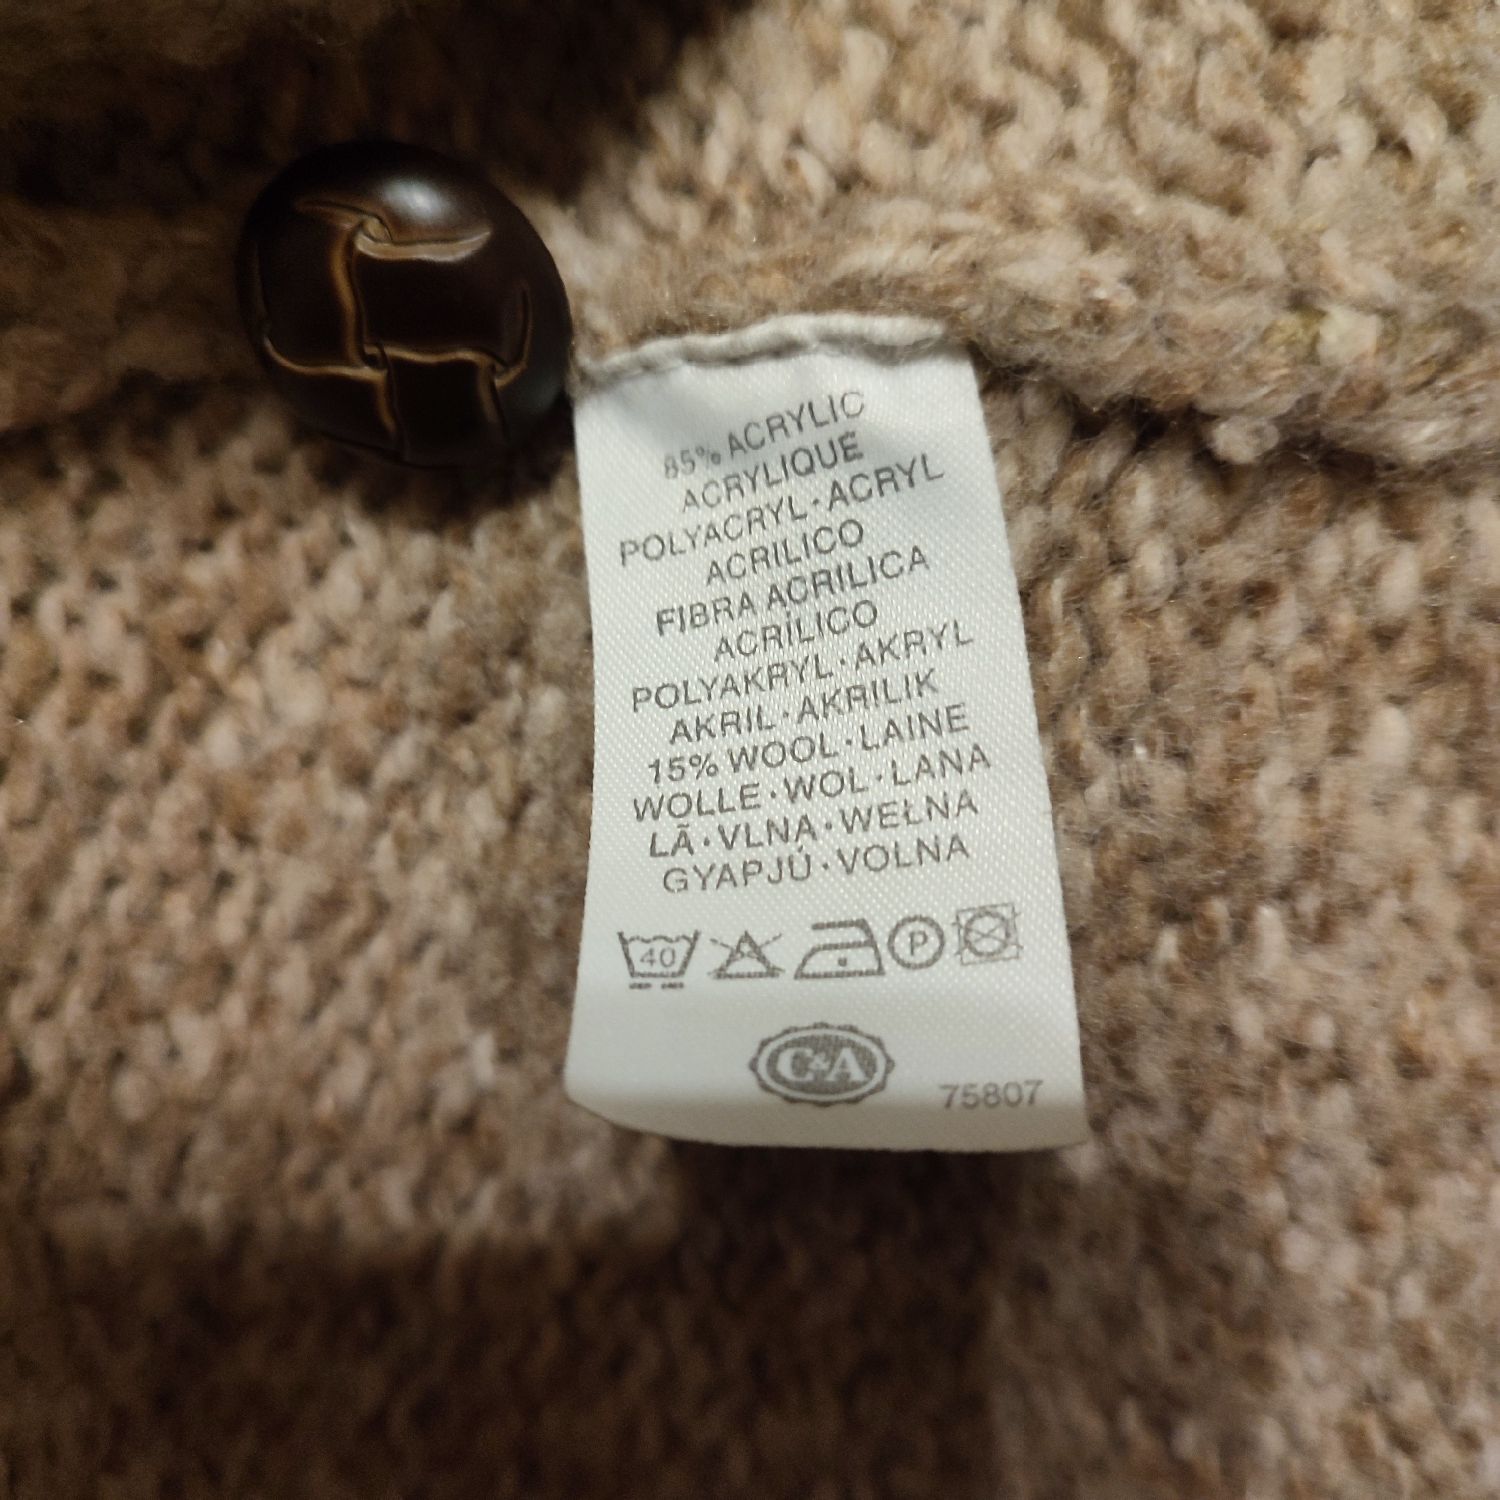 85% ACRYLIC
ACRYLIQUE
POLYACRYL·ACRYL
ACRILICO
FIBRA ACRILICA
ACRÍLICO
POLYAKRYL·AKRYL
AKRIL·AKRILIK
15% WOOL·LAINE
WOLLE·WOL·LANA
LÃ·VLNA·WEŁNA
GYAPJÚ·VOLNA
40 P
C&A
75807